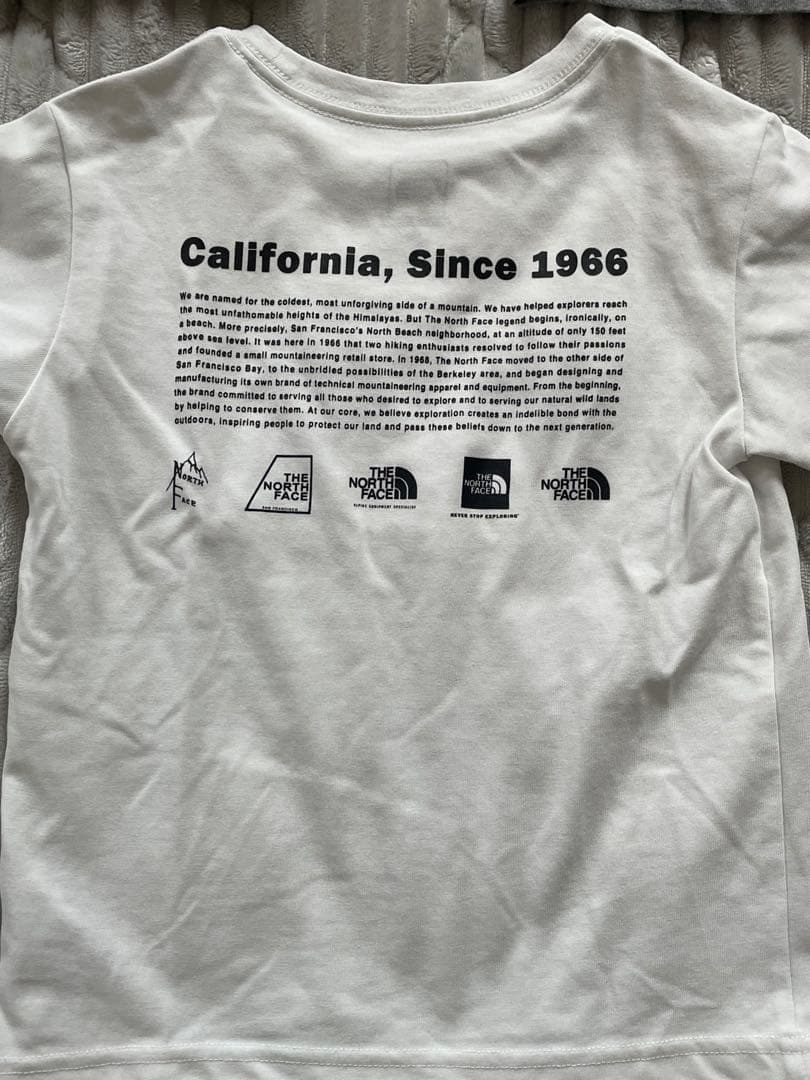 California, Since 1966
We are named for the coldest, most unforgiving side of a mountain. We have helped explorers reach
the most unfathomable heights of the Himalayas. But The North Face legend begins, ironically, on
a beach. More precisely, San Francisco's North Beach neighborhood, at an altitude of only 150 feet
above sea level. It was here in 1966 that two hiking enthusiasts resolved to follow their passions
and founded a small mountaineering retail store. In 1968, The North Face moved to the other side of
San Francisco Bay, to the unbridled possibilities of the Berkeley area, and began designing and
manufacturing its own brand of technical mountaineering apparel and equipment. From the beginning,
the brand committed to serving all those who desired to explore and to serving our natural wild lands
by helping to conserve them. At our core, we believe exploration creates an indelible bond with the
outdoors, inspiring people to protect our land and pass these beliefs down to the next generation.
North
Face
THE
NORTH
FACE
SAN FRANCISCO
THE
NORTH
FACE
ALPINE EQUIPMENT SPECIALIST
THE
NORTH
FACE
NEVER STOP EXPLORING
THE
NORTH
FACE